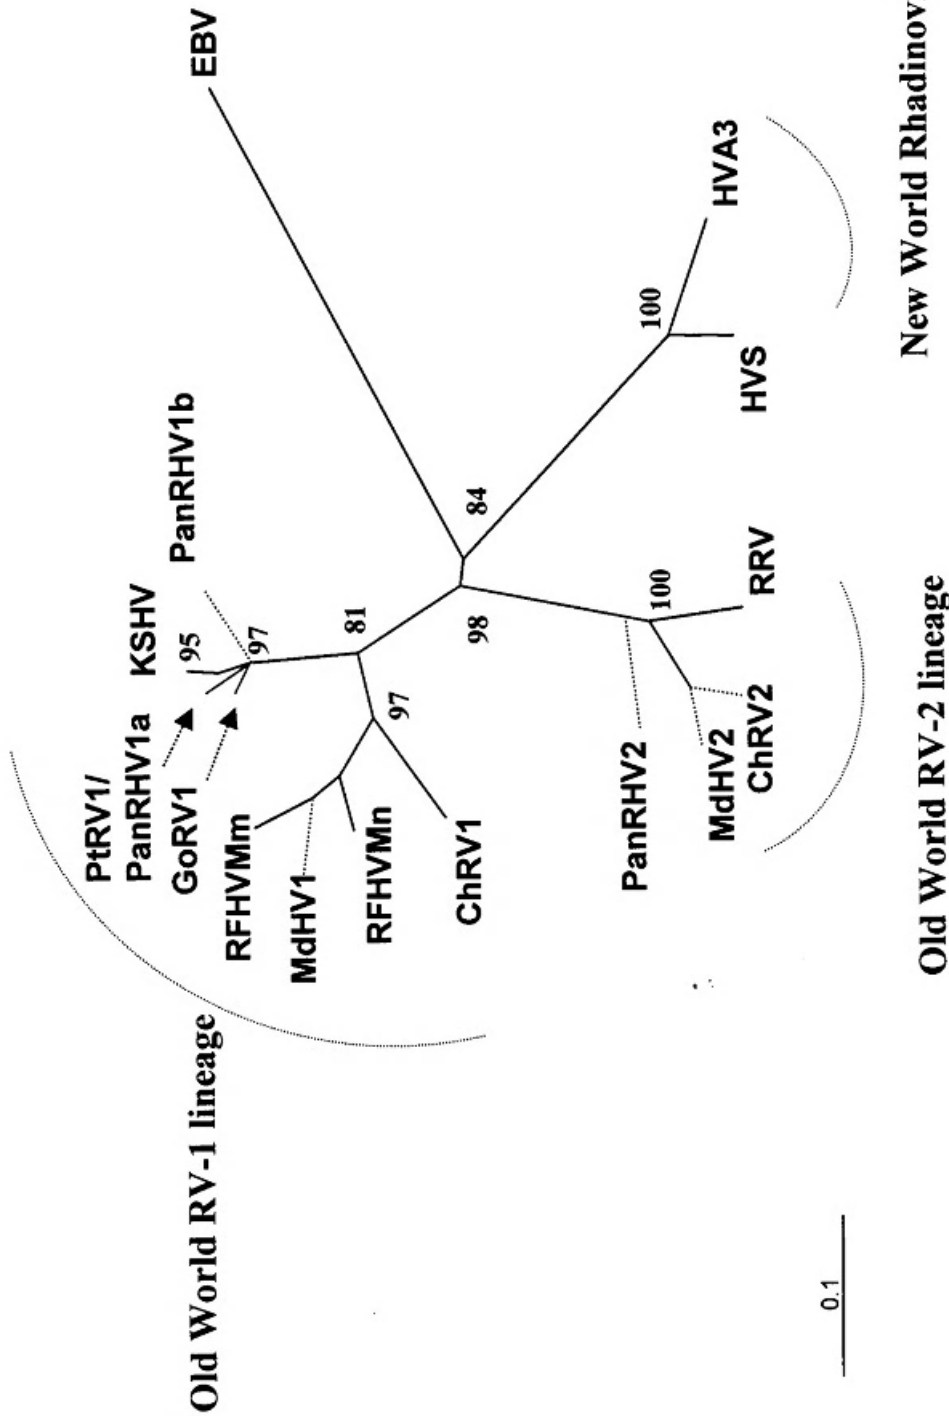 Old World RV-1 lineage
PtRV1/
PanRHV1a
KSHV
PanRHV1b
EBV
GoRV1
95
97
RFHVMm
MdHV1
RFHVMn
ChRV1
81
97
84
98
100
HVA3
HVS
PanRHV2
MdHV2
ChRV2
100
RRV
0.1
Old World RV-2 lineage
New World Rhadinov